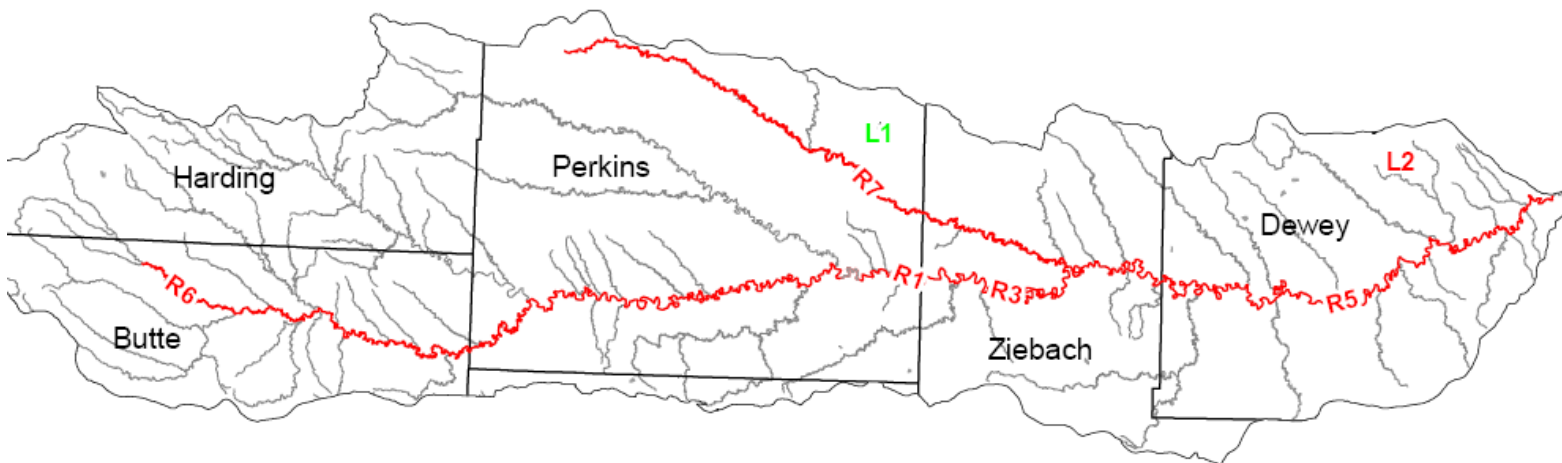 L1
L2
Harding
Perkins
R7
Dewey
R6
R1
R3
R5
Butte
Ziebach